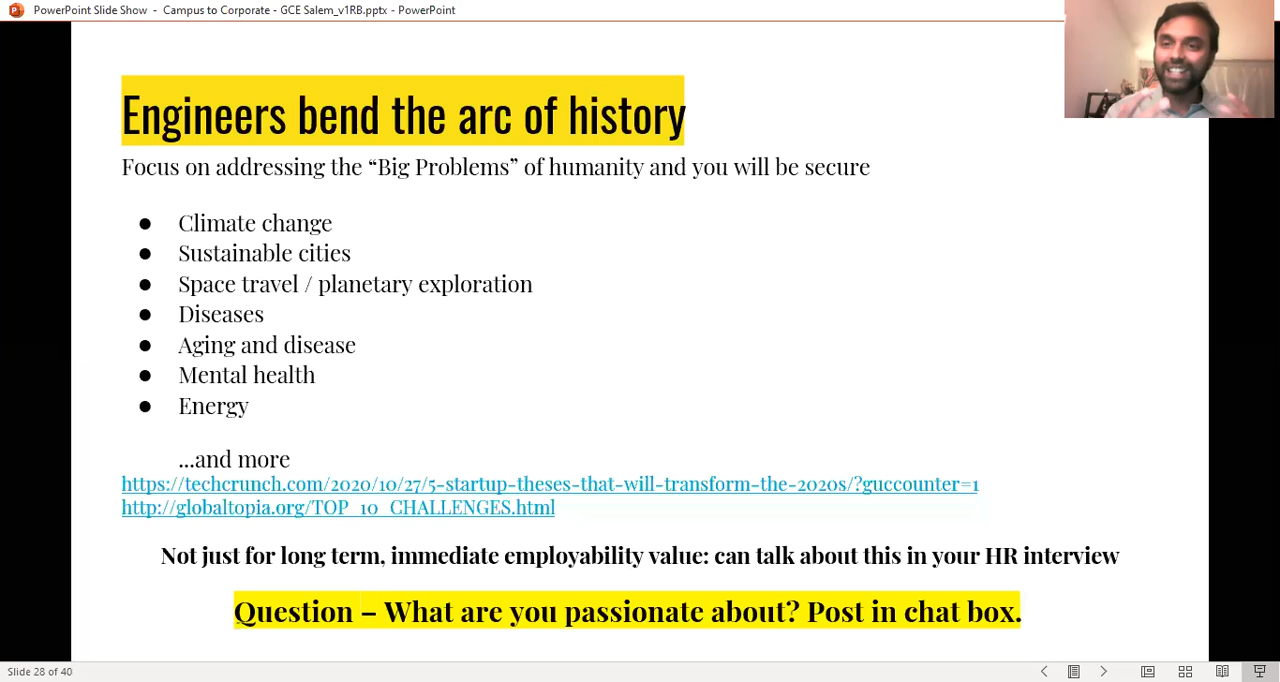 PowerPoint Slide Show - Campus to Corporate - GCE Salem_v1RB.pptx - PowerPoint
Engineers bend the arc of history
Focus on addressing the “Big Problems” of humanity and you will be secure
● Climate change
● Sustainable cities
● Space travel / planetary exploration
● Diseases
● Aging and disease
● Mental health
● Energy
...and more
https://techcrunch.com/2020/10/27/5-startup-theses-that-will-transform-the-2020s/?guccounter=1
http://globaltopia.org/TOP_10_CHALLENGES.html
Not just for long term, immediate employability value: can talk about this in your HR interview
Question – What are you passionate about? Post in chat box.
Slide 28 of 40